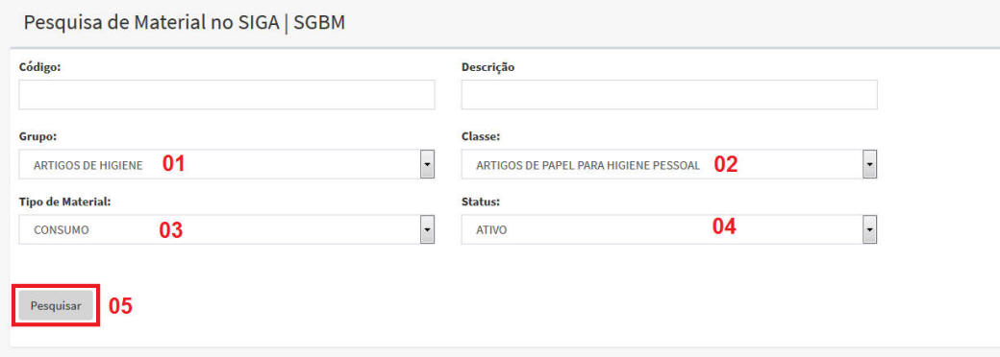 Pesquisa de Material no SIGA | SGBM
Código: Descrição
Grupo: Classe:
ARTIGOS DE HIGIENE 01 ARTIGOS DE PAPEL PARA HIGIENE PESSOAL 02
Tipo de Material: Status:
CONSUMO 03 ATIVO 04
Pesquisar 05